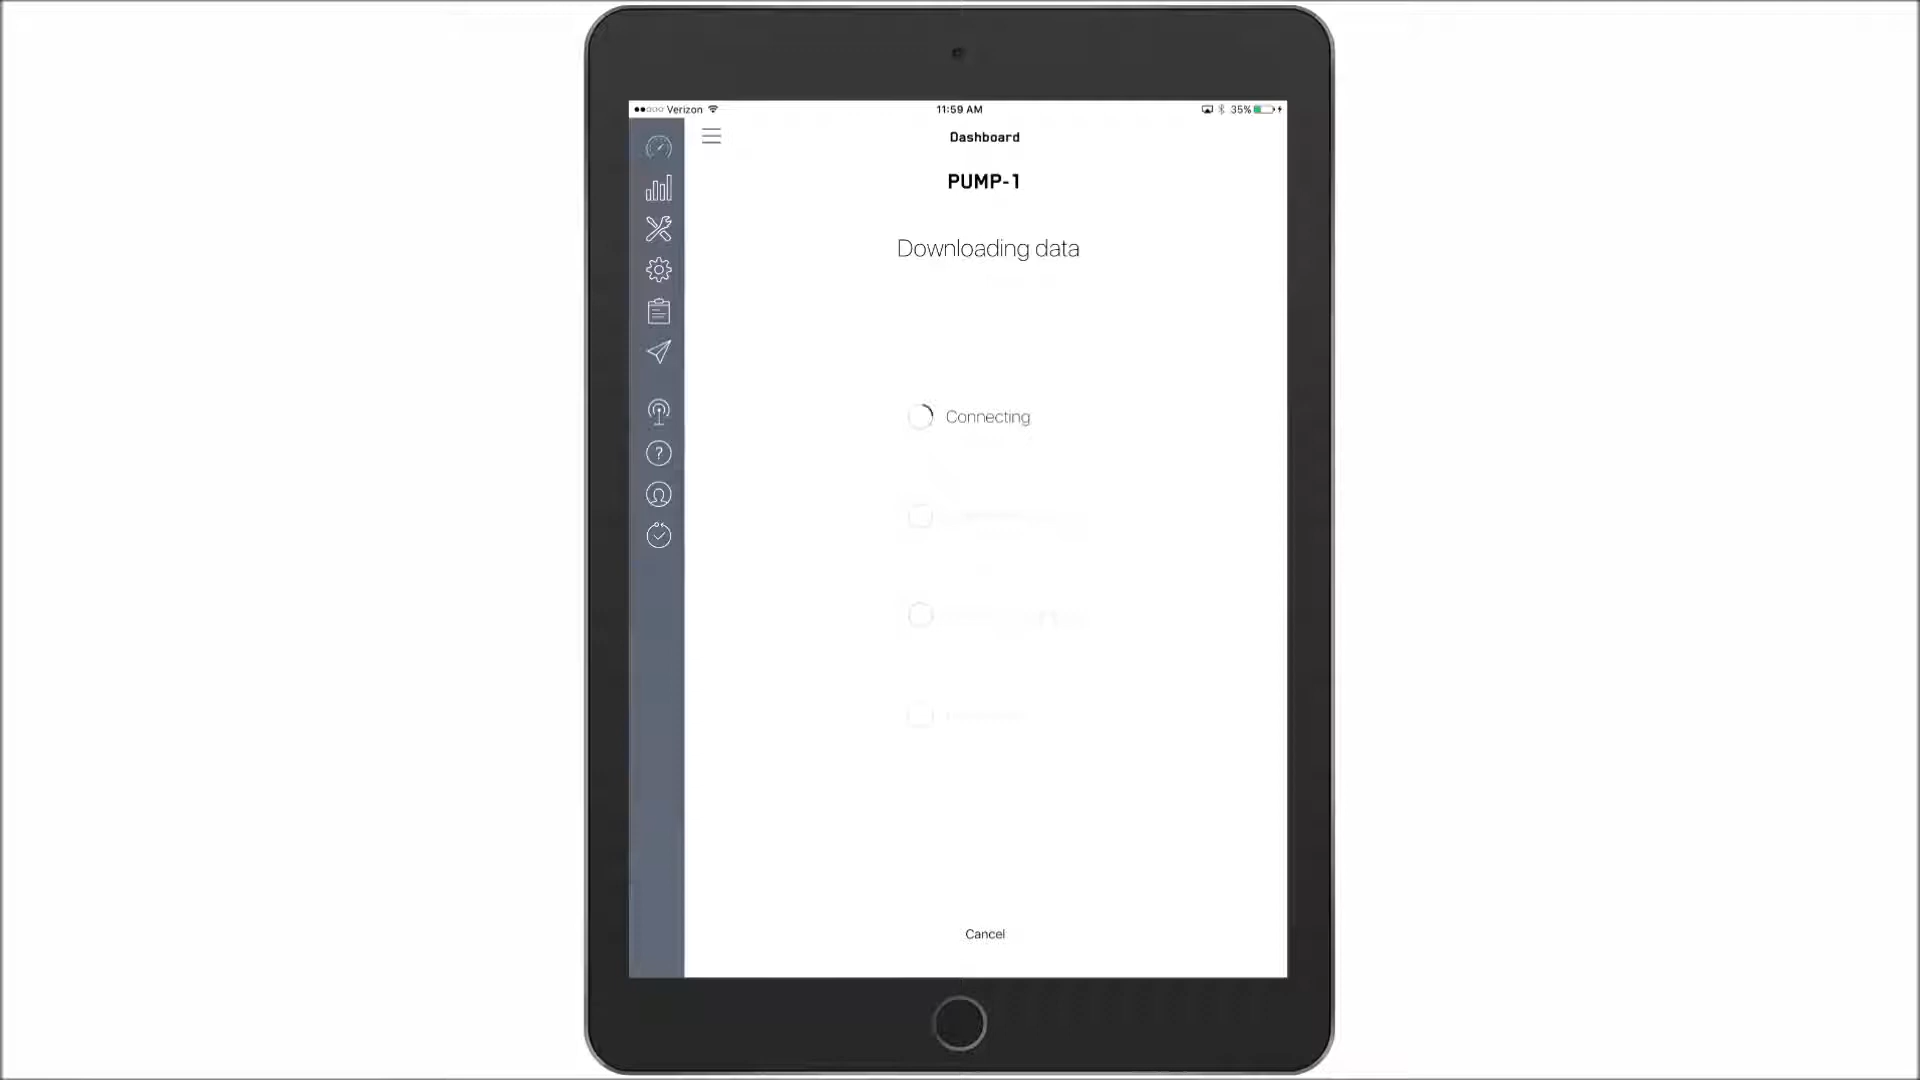 Verizon
11:59 AM
35%
Dashboard
PUMP-1
Downloading data
Connecting
?
Cancel